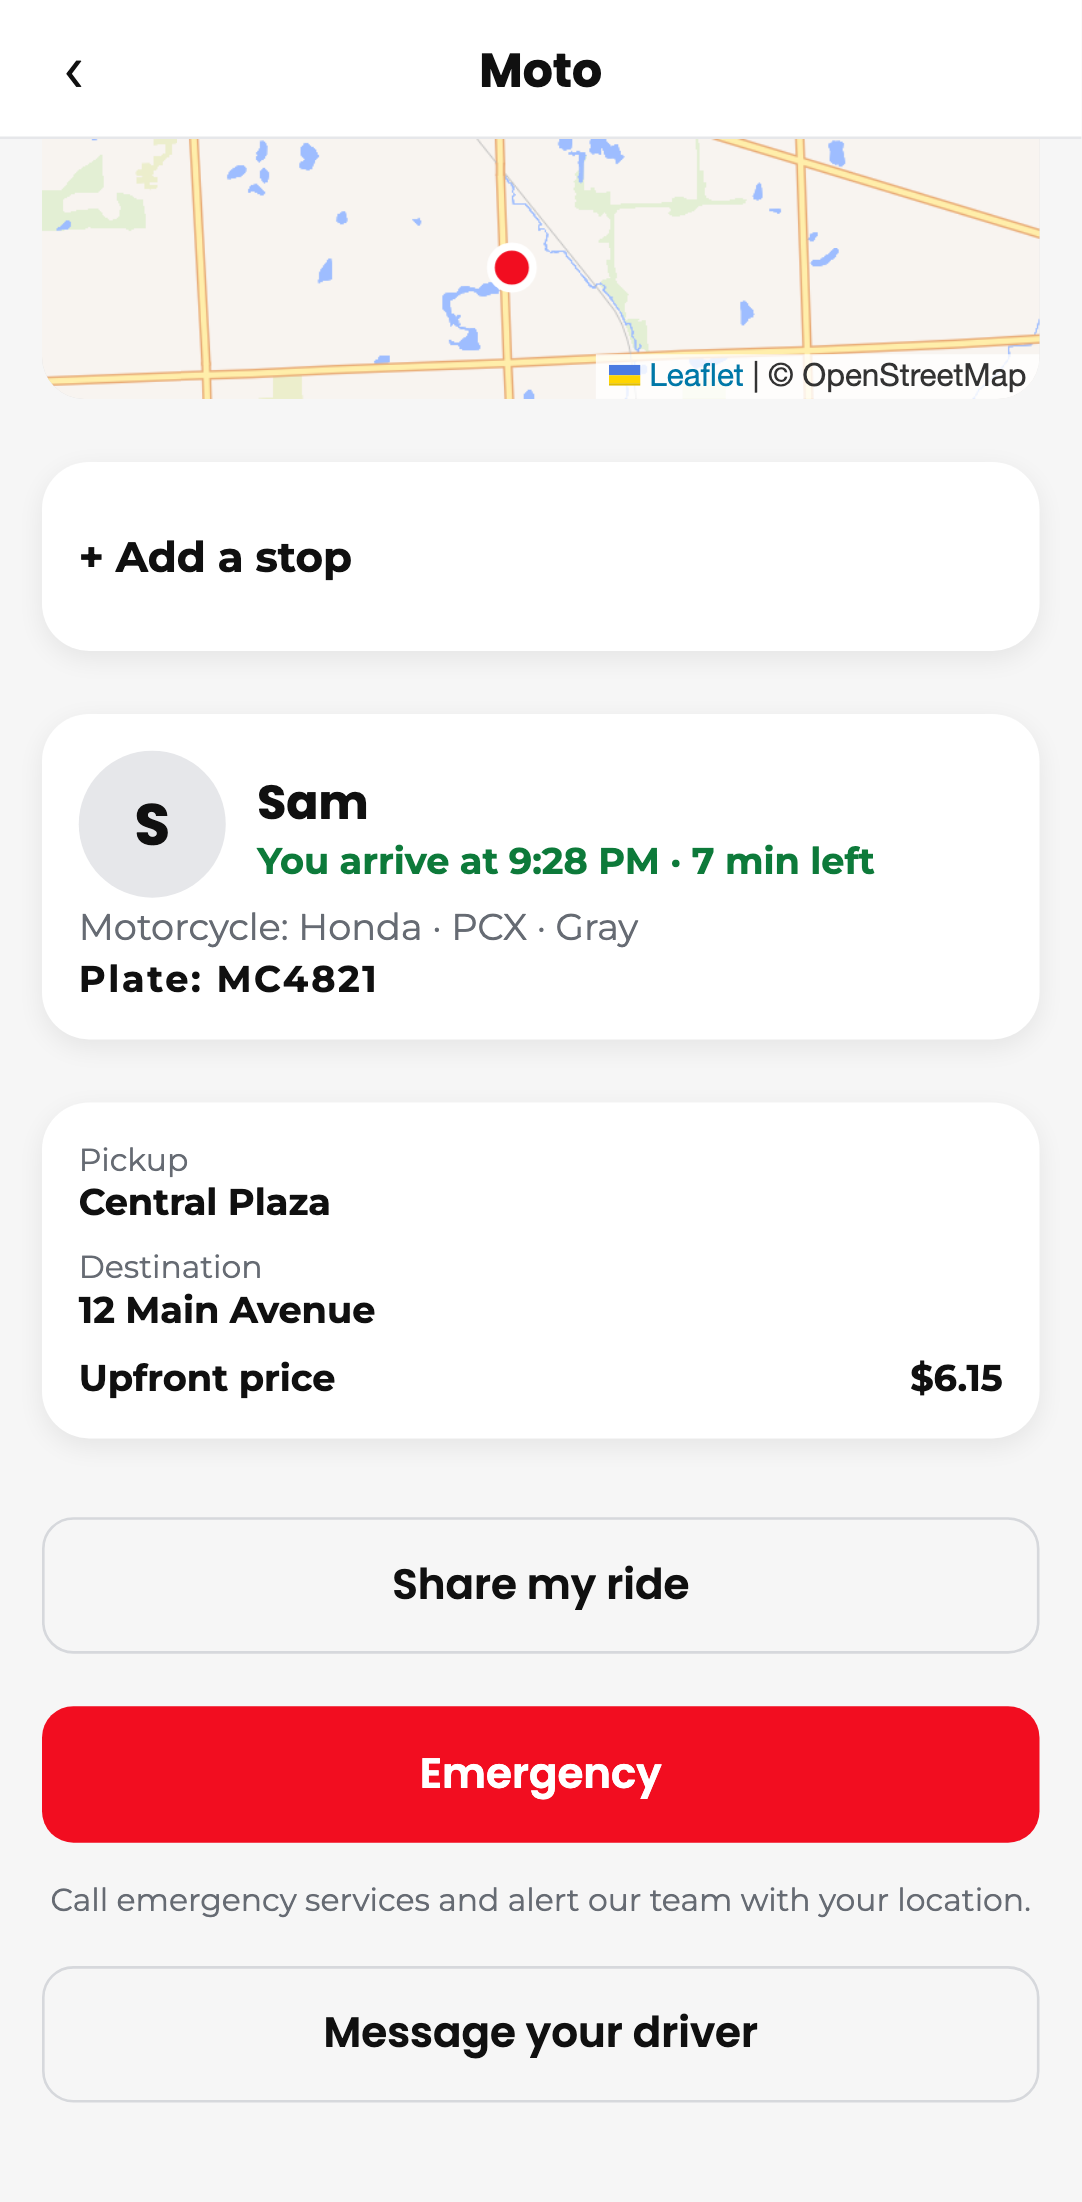 ‹
Moto
Leaflet | © OpenStreetMap
+ Add a stop
S
Sam
You arrive at 9:28 PM · 7 min left
Motorcycle: Honda · PCX · Gray
Plate: MC4821
Pickup
Central Plaza
Destination
12 Main Avenue
Upfront price $6.15
Share my ride
Emergency
Call emergency services and alert our team with your location.
Message your driver